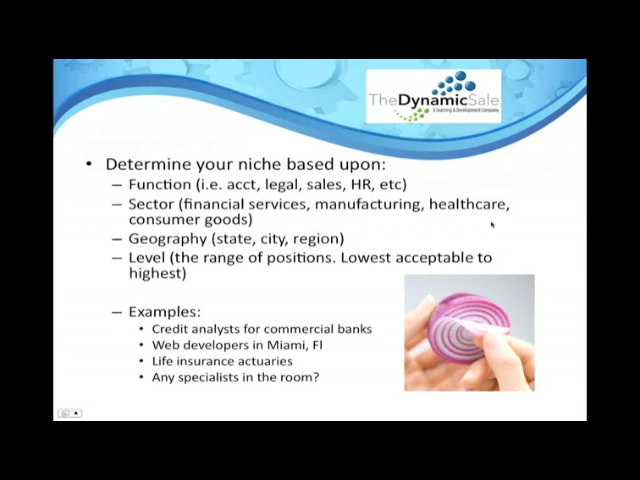 TheDynamicSale
E-learning & Development Company
• Determine your niche based upon:
– Function (i.e. acct, legal, sales, HR, etc)
– Sector (financial services, manufacturing, healthcare,
consumer goods)
– Geography (state, city, region)
– Level (the range of positions. Lowest acceptable to
highest)
– Examples:
• Credit analysts for commercial banks
• Web developers in Miami, Fl
• Life insurance actuaries
• Any specialists in the room?